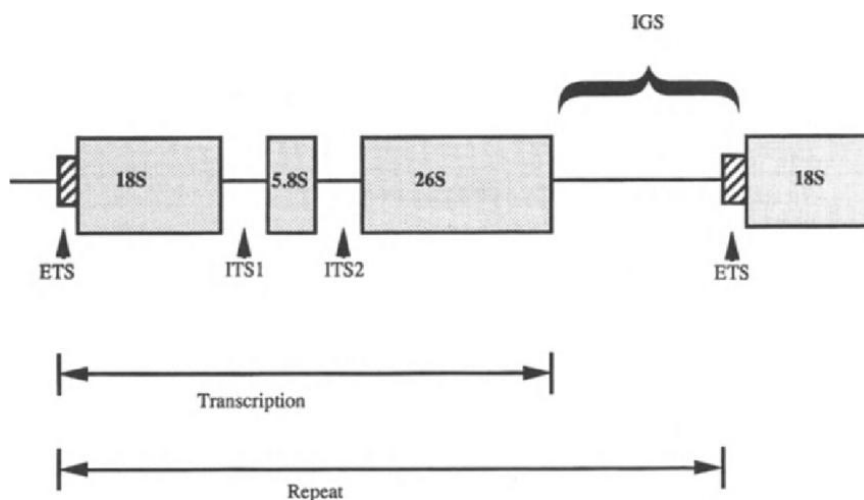 IGS
18S
5.8S
26S
18S
ETS
ITS1
ITS2
ETS
Transcription
Repeat